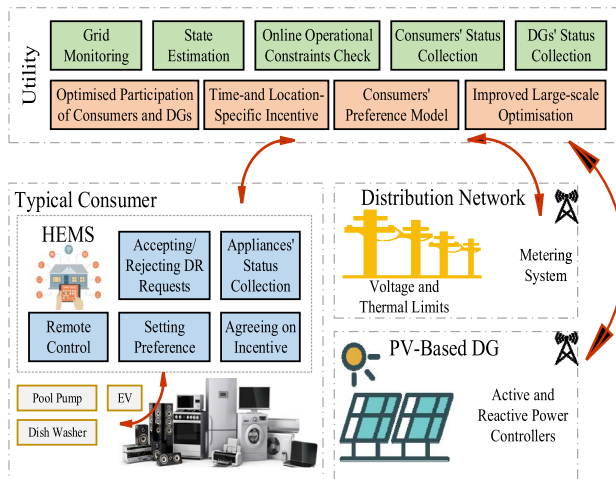 Utility
Grid
Monitoring
State
Estimation
Online Operational
Constraints Check
Consumers' Status
Collection
DGs' Status
Collection
Optimised Participation
of Consumers and DGs
Time-and Location-
Specific Incentive
Consumers'
Preference Model
Improved Large-scale
Optimisation
Typical Consumer
HEMS
Accepting/
Rejecting DR
Requests
Appliances'
Status
Collection
Remote
Control
Setting
Preference
Agreeing on
Incentive
Pool Pump
EV
Dish Washer
Distribution Network
Voltage and
Thermal Limits
Metering
System
PV-Based DG
Active and
Reactive Power
Controllers